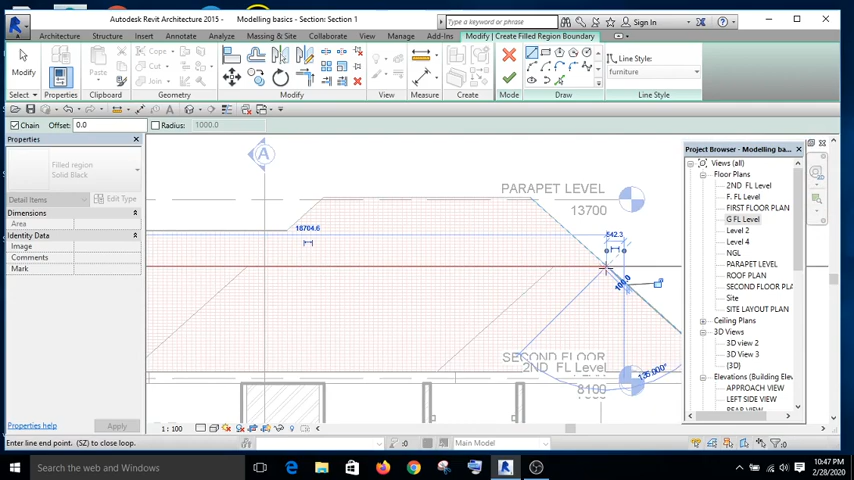 Autodesk Revit Architecture 2015 - Modelling basics - Section: Section 1
Type a keyword or phrase
Sign In
Architecture Structure Insert Annotate Analyze Massing & Site Collaborate View Manage Add-Ins Modify | Create Filled Region Boundary
Modify
Properties
Paste
Cope
Cut
Join
Line Style:
furniture
Select Properties Clipboard Geometry Modify View Measure Create Mode Draw Line Style
Chain Offset: 0.0 Radius: 1000.0
Properties
Filled region
Solid Black
Detail Items Edit Type
Dimensions
Area
Identity Data
Image
Comments
Mark
Properties help Apply
A
PARAPET LEVEL
13700
18704.6
542.3
100.0
135.000°
SECOND FLOOR
2ND FL Level
8100
Project Browser - Modelling ba...
Views (all)
Floor Plans
2ND FL Level
F. FL Level
FIRST FLOOR PLAN
G FL Level
Level 2
Level 4
NGL
PARAPET LEVEL
ROOF PLAN
SECOND FLOOR PL
Site
SITE LAYOUT PLAN
Ceiling Plans
3D Views
3D view 2
3D View 3
{3D}
Elevations (Building Ele
APPROACH VIEW
LEFT SIDE VIEW
1 : 100
Enter line end point. (SZ) to close loop.
:0
Main Model
:0
Search the web and Windows
10:47 PM
2/28/2020